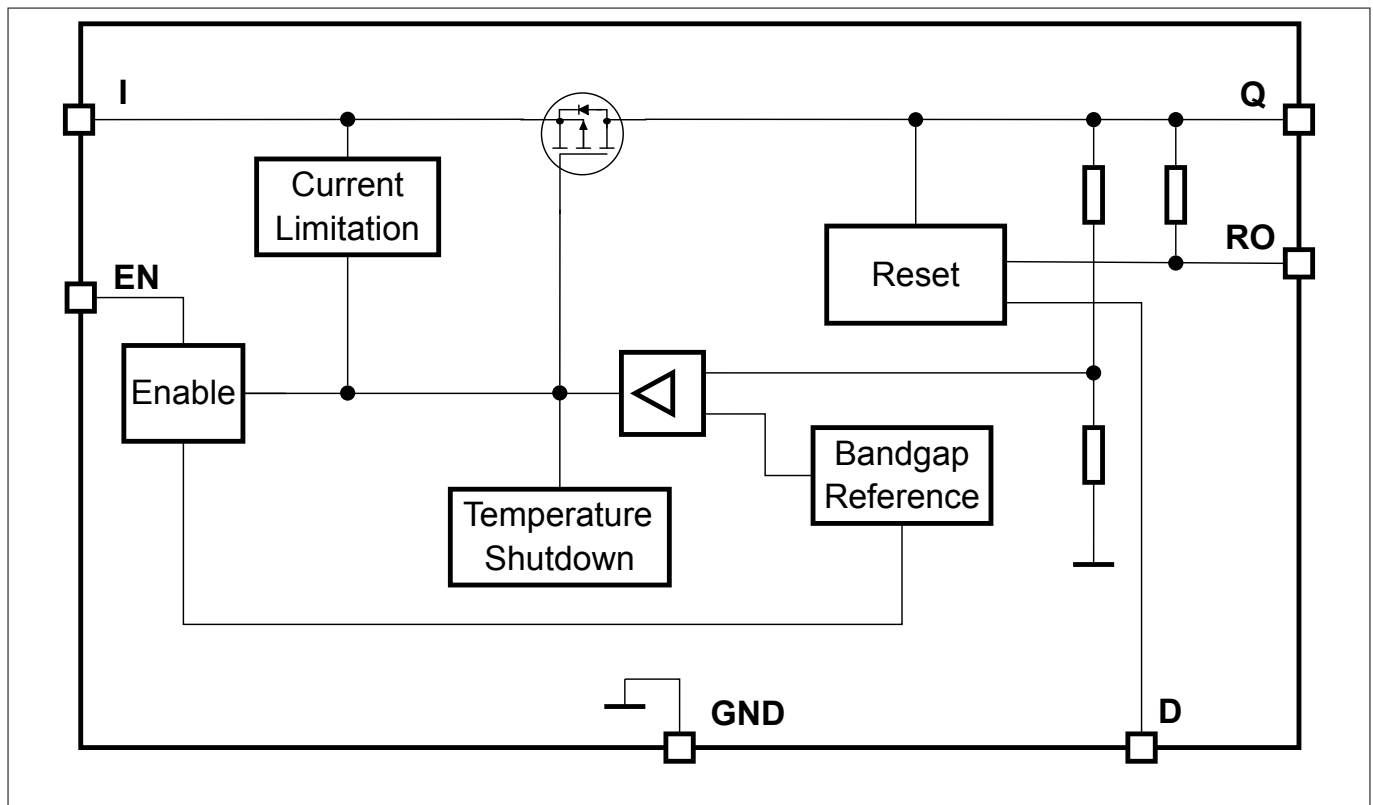 I
Q
Current
Limitation
RO
EN
Reset
Enable
Bandgap
Reference
Temperature
Shutdown
GND
D